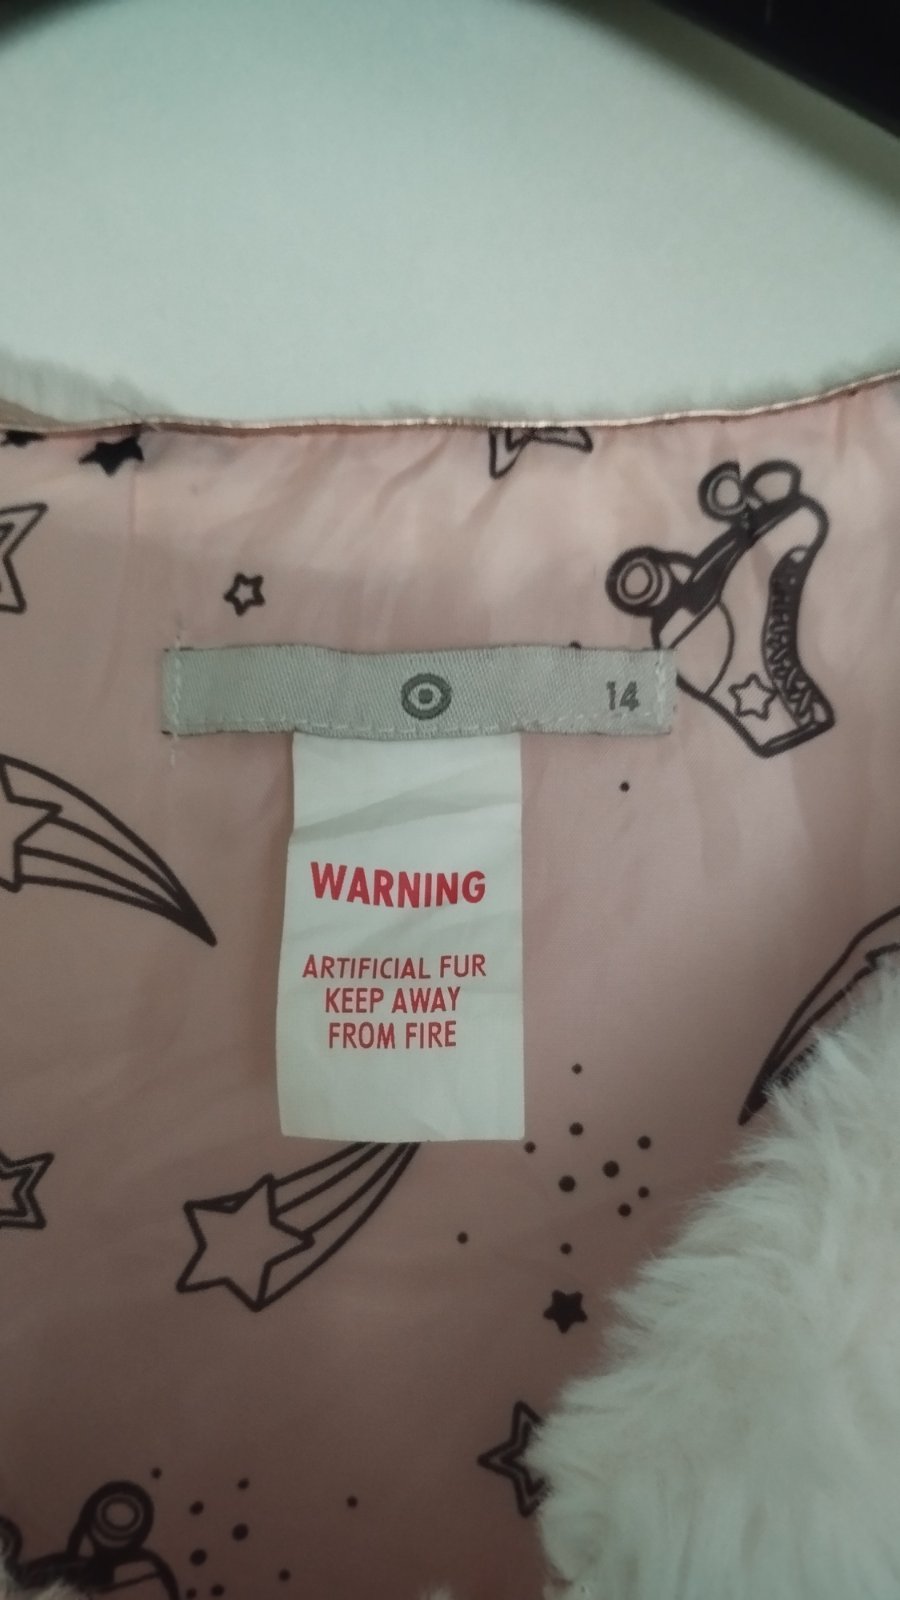 14
WARNING
ARTIFICIAL FUR
KEEP AWAY
FROM FIRE